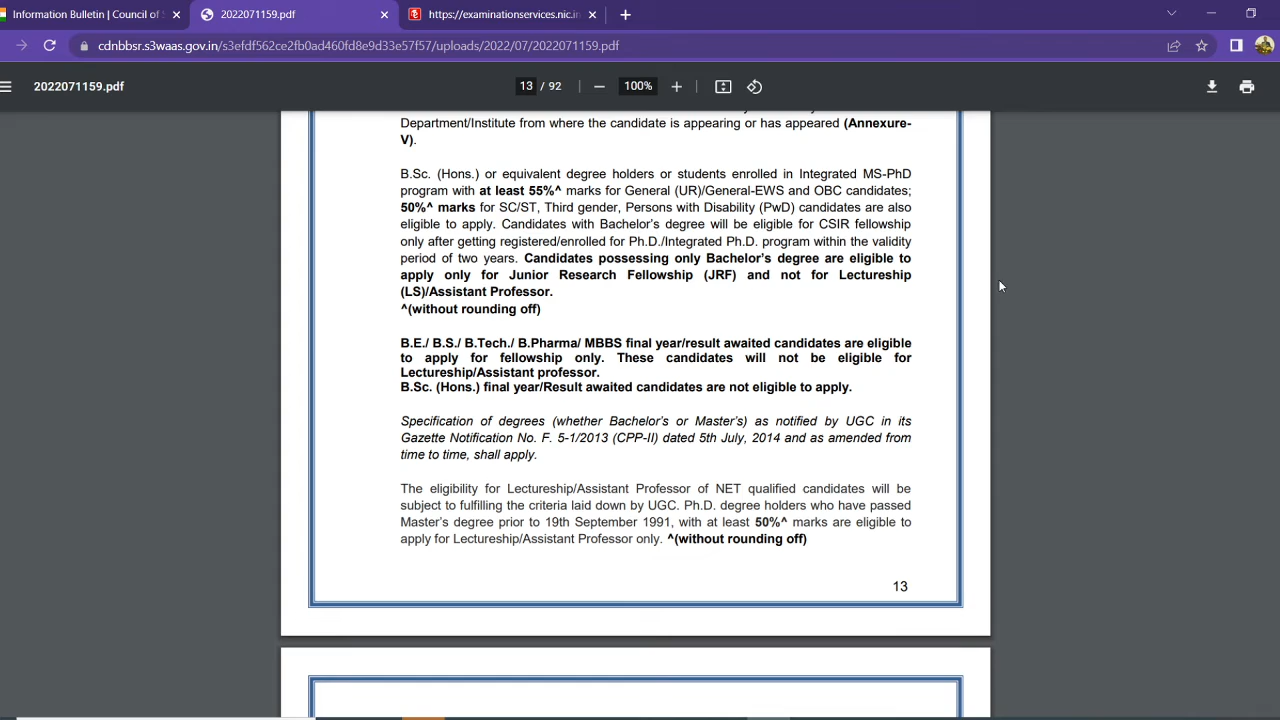 Information Bulletin | Council of
2022071159.pdf
https://examinationservices.nic.in
cdnbbsr.s3waas.gov.in/s3efdf562ce2fb0ad460fd8e9d33e57f57/uploads/2022/07/2022071159.pdf
2022071159.pdf
13 / 92
100%
Department/Institute from where the candidate is appearing or has appeared (Annexure-
V).
B.Sc. (Hons.) or equivalent degree holders or students enrolled in Integrated MS-PhD
program with at least 55%^ marks for General (UR)/General-EWS and OBC candidates;
50%^ marks for SC/ST, Third gender, Persons with Disability (PwD) candidates are also
eligible to apply. Candidates with Bachelor's degree will be eligible for CSIR fellowship
only after getting registered/enrolled for Ph.D./Integrated Ph.D. program within the validity
period of two years. Candidates possessing only Bachelor's degree are eligible to
apply only for Junior Research Fellowship (JRF) and not for Lectureship
(LS)/Assistant Professor.
^(without rounding off)
B.E./ B.S./ B.Tech./ B.Pharma/ MBBS final year/result awaited candidates are eligible
to apply for fellowship only. These candidates will not be eligible for
Lectureship/Assistant professor.
B.Sc. (Hons.) final year/Result awaited candidates are not eligible to apply.
Specification of degrees (whether Bachelor's or Master's) as notified by UGC in its
Gazette Notification No. F. 5-1/2013 (CPP-II) dated 5th July, 2014 and as amended from
time to time, shall apply.
The eligibility for Lectureship/Assistant Professor of NET qualified candidates will be
subject to fulfilling the criteria laid down by UGC. Ph.D. degree holders who have passed
Master's degree prior to 19th September 1991, with at least 50%^ marks are eligible to
apply for Lectureship/Assistant Professor only. ^(without rounding off)
13